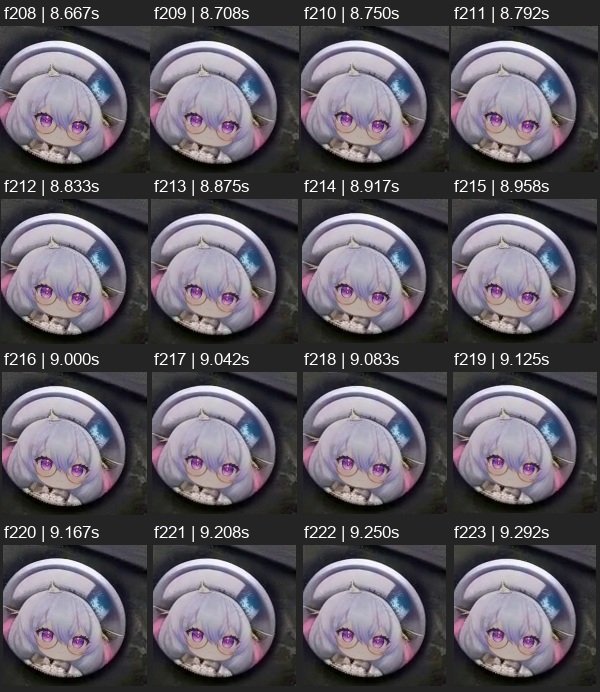 f208 | 8.667s f209 | 8.708s f210 | 8.750s f211 | 8.792s
f212 | 8.833s f213 | 8.875s f214 | 8.917s f215 | 8.958s
f216 | 9.000s f217 | 9.042s f218 | 9.083s f219 | 9.125s
f220 | 9.167s f221 | 9.208s f222 | 9.250s f223 | 9.292s